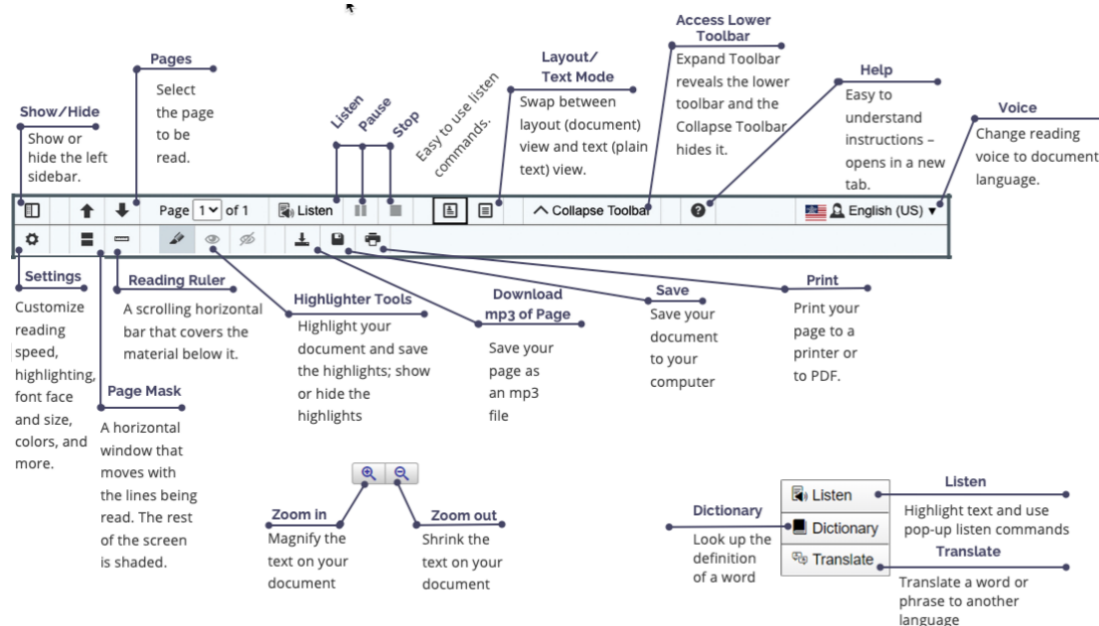 Access Lower
Toolbar
Expand Toolbar
reveals the lower
toolbar and the
Collapse Toolbar
hides it.
Pages
Select
the page
to be
read.
Layout/
Text Mode
Swap between
layout (document)
view and text (plain
text) view.
Help
Easy to
understand
instructions –
opens in a new
tab.
Show/Hide
Show or
hide the left
sidebar.
Listen
Pause
Stop
Easy to use listen
commands.
Voice
Change reading
voice to document
language.
Page 1 of 1 Listen Collapse Toolbar ? English (US)
Settings
Customize
reading
speed,
highlighting,
font face
and size,
colors, and
more.
Reading Ruler
A scrolling horizontal
bar that covers the
material below it.
Page Mask
A horizontal
window that
moves with
the lines being
read. The rest
of the screen
is shaded.
Highlighter Tools
Highlight your
document and save
the highlights; show
or hide the
highlights
Download
mp3 of Page
Save your
page as
an mp3
file
Save
Save your
document
to your
computer
Print
Print your
page to a
printer or
to PDF.
Zoom in
Magnify the
text on your
document
Zoom out
Shrink the
text on your
document
Dictionary
Look up the
definition
of a word
Listen
Dictionary
Translate
Listen
Highlight text and use
pop-up listen commands
Translate
Translate a word or
phrase to another
language